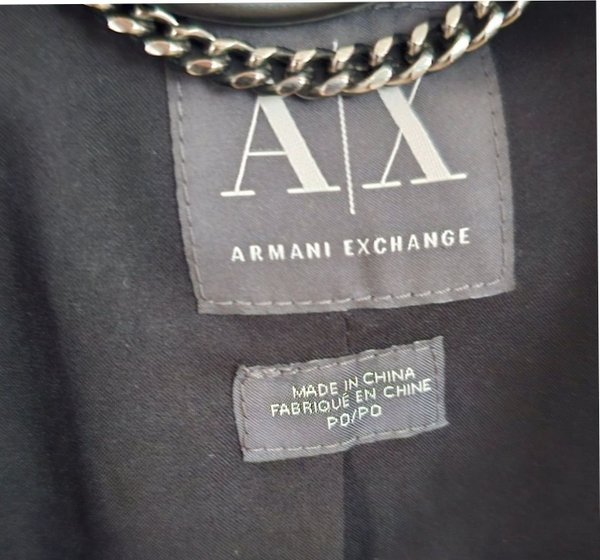 A|X
ARMANI EXCHANGE
MADE IN CHINA
FABRIQUÉ EN CHINE
PO/PO